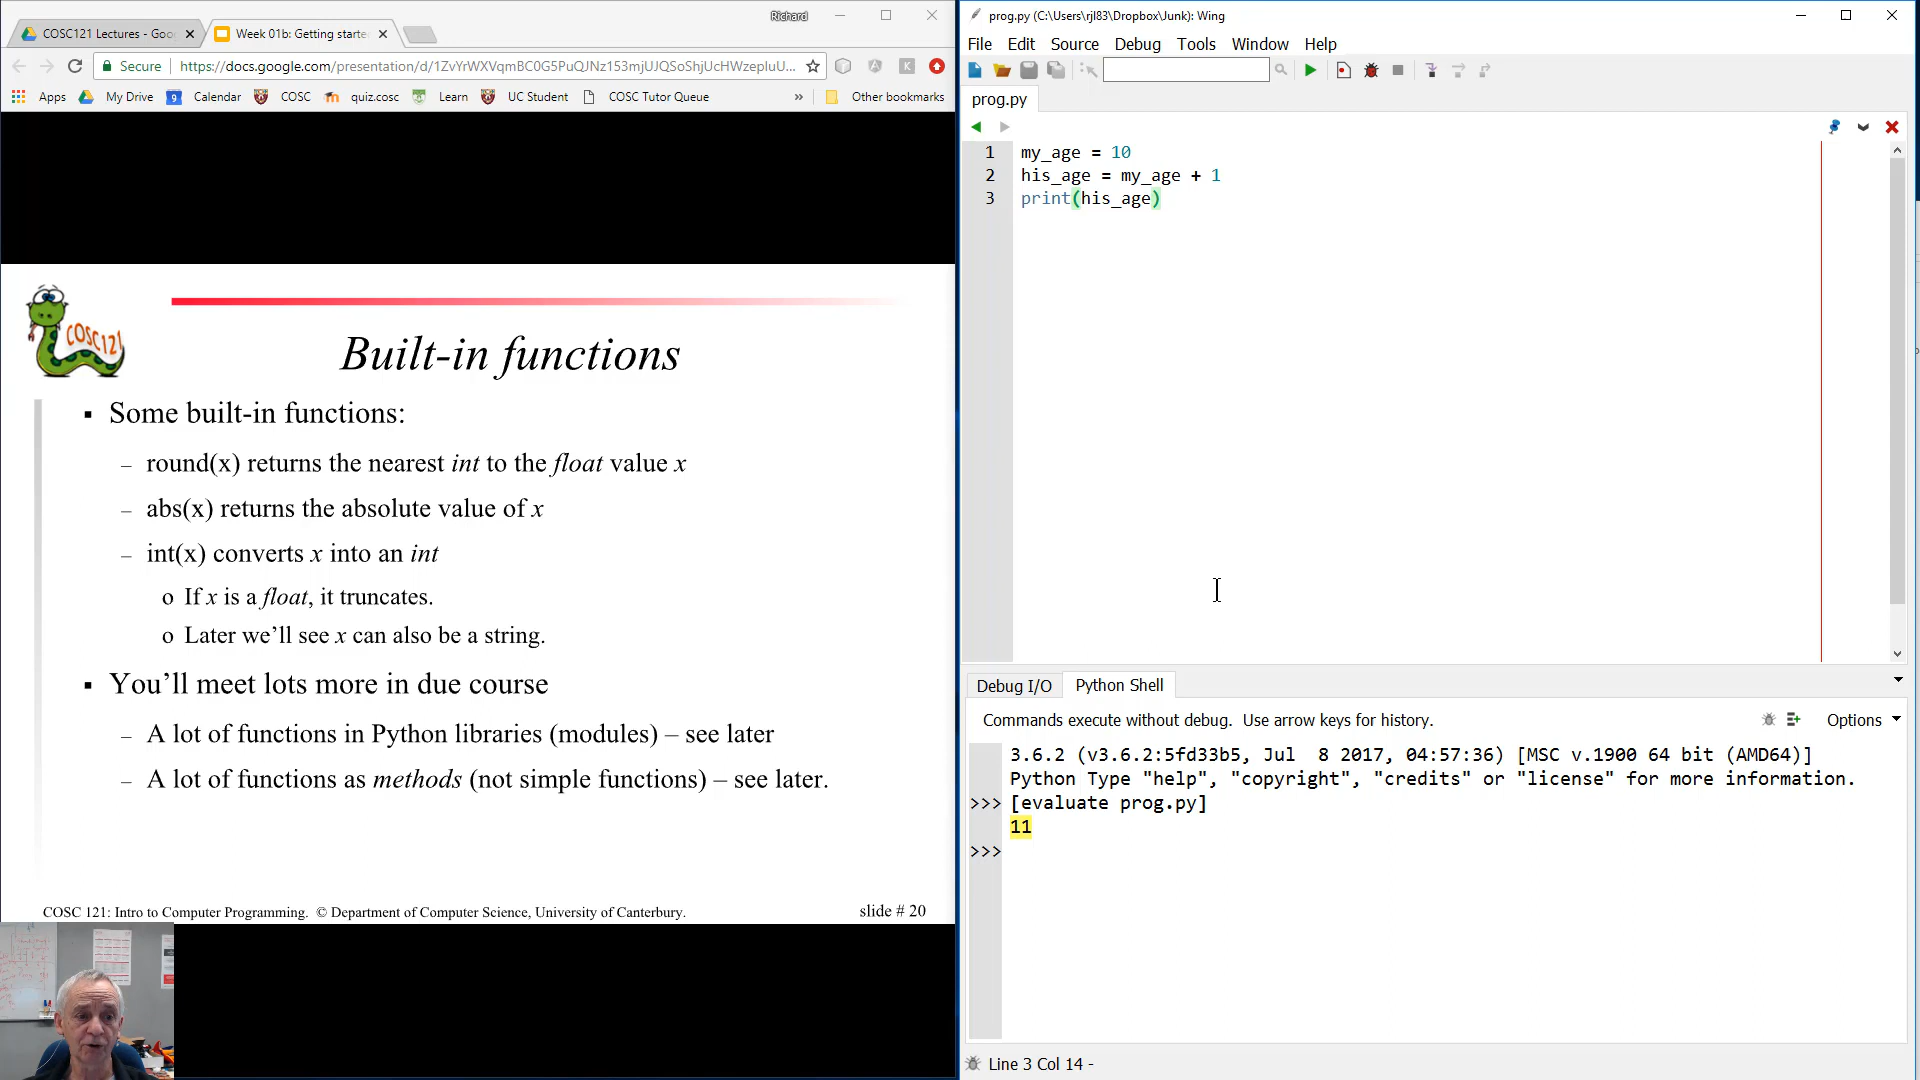 Richard
COSC121 Lectures - Goo
Week 01b: Getting starte
Secure
https://docs.google.com/presentation/d/1ZvYrWXVqmBC0G5PuQJNz153mjUJQSoShjUcHWzepIuU...
Apps
My Drive
Calendar
COSC
quiz.cosc
Learn
UC Student
COSC Tutor Queue
»
Other bookmarks
COSC121
Built-in functions
▪ Some built-in functions:
– round(x) returns the nearest int to the float value x
– abs(x) returns the absolute value of x
– int(x) converts x into an int
o If x is a float, it truncates.
o Later we’ll see x can also be a string.
▪ You’ll meet lots more in due course
– A lot of functions in Python libraries (modules) – see later
– A lot of functions as methods (not simple functions) – see later.
COSC 121: Intro to Computer Programming. © Department of Computer Science, University of Canterbury.
slide # 20
prog.py (C:\Users\rjl83\Dropbox\Junk): Wing
File Edit Source Debug Tools Window Help
prog.py
1 my_age = 10
2 his_age = my_age + 1
3 print(his_age)
Debug I/O
Python Shell
Commands execute without debug. Use arrow keys for history.
Options
3.6.2 (v3.6.2:5fd33b5, Jul 8 2017, 04:57:36) [MSC v.1900 64 bit (AMD64)]
Python Type "help", "copyright", "credits" or "license" for more information.
>>> [evaluate prog.py]
11
>>>
Line 3 Col 14 -